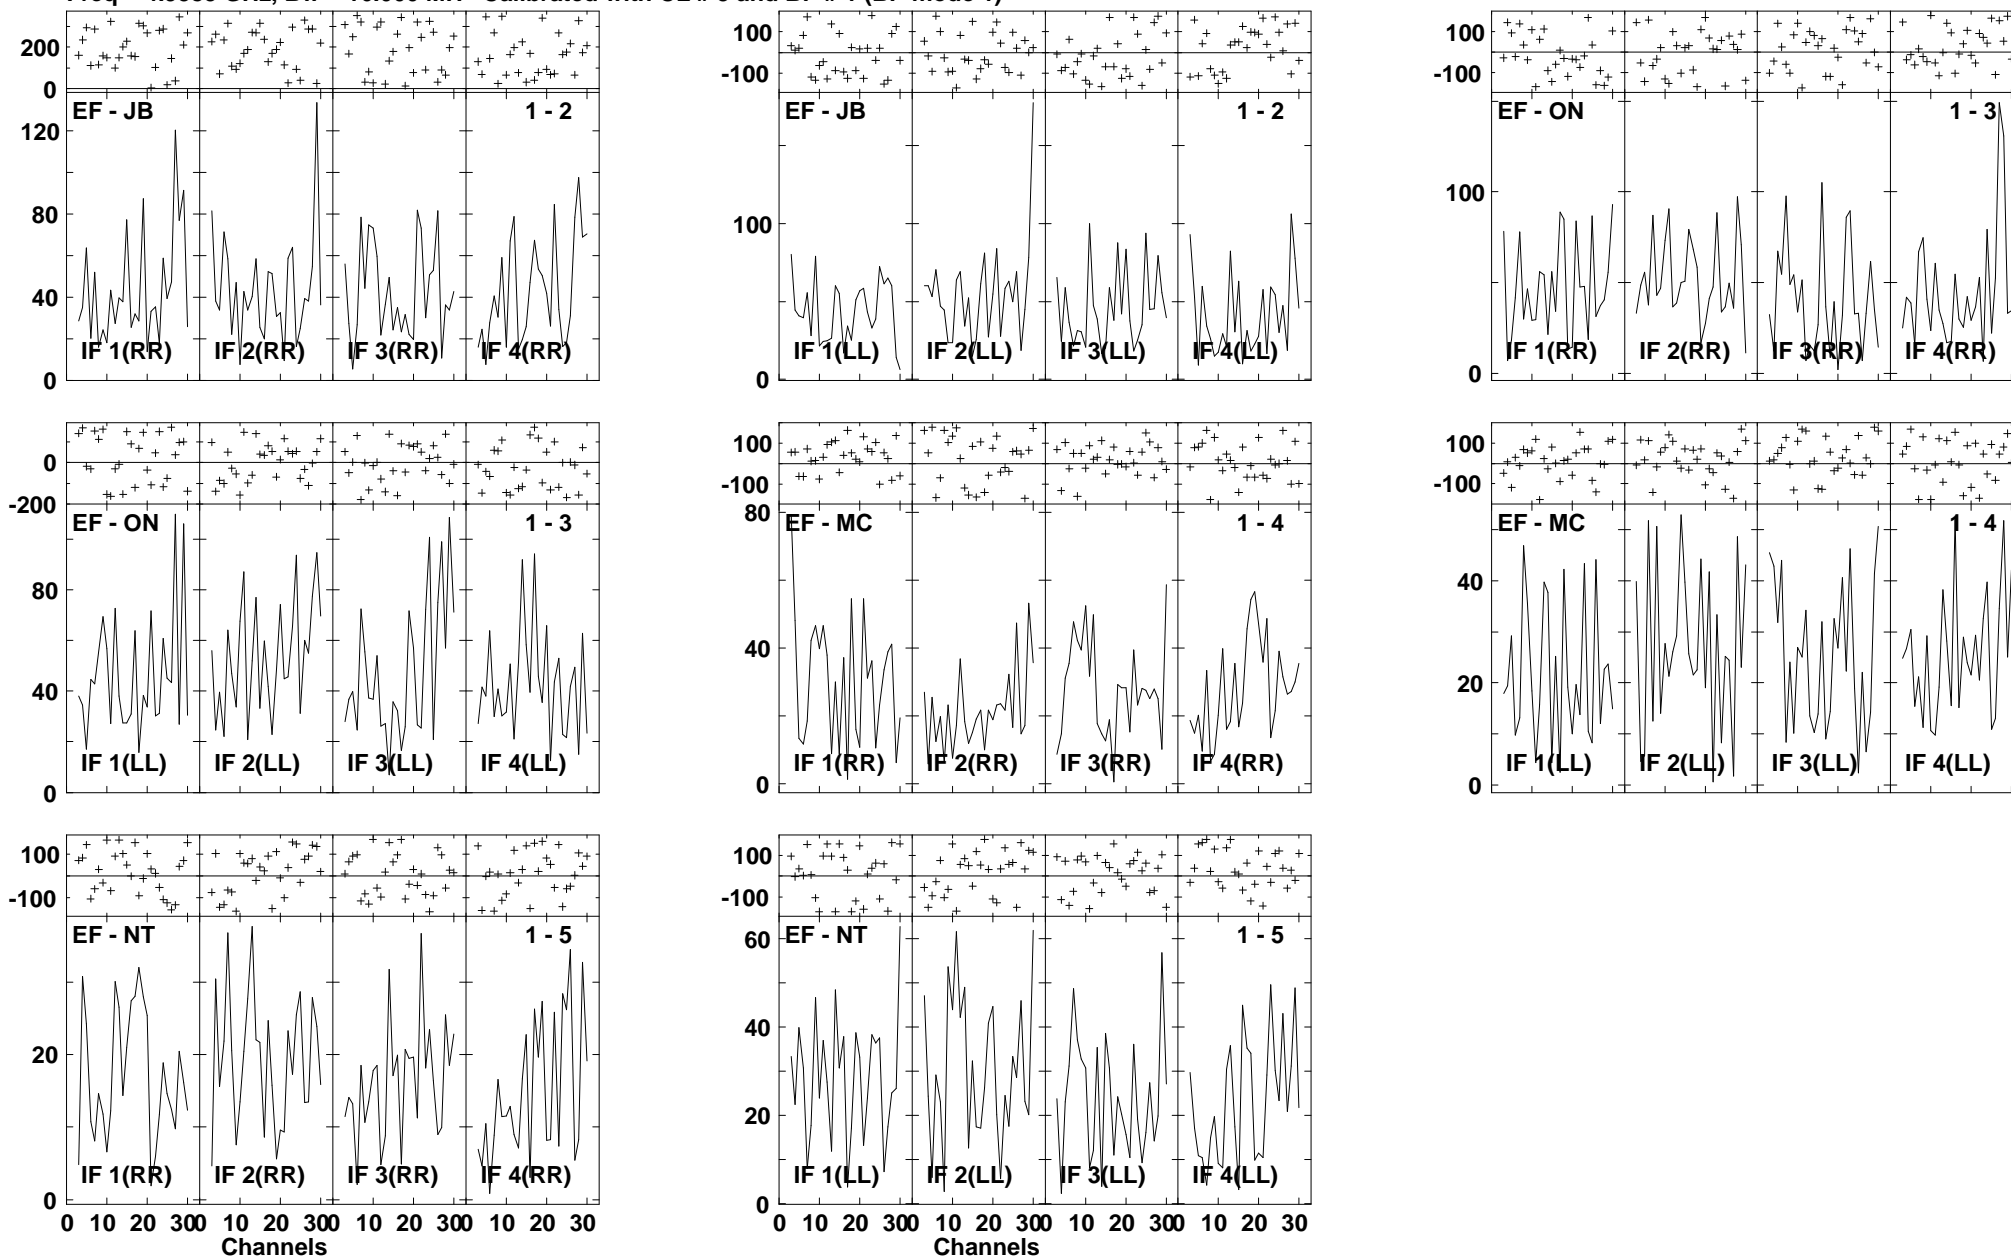 200
0
EF - JB
1 - 2
120
80
40
0
IF 1(RR)
IF 2(RR)
IF 3(RR)
IF 4(RR)
100
-100
EF - JB
1 - 2
100
0
IF 1(LL)
IF 2(LL)
IF 3(LL)
IF 4(LL)
100
-100
EF - ON
1 - 3
100
0
IF 1(RR)
IF 2(RR)
IF 3(RR)
IF 4(RR)
0
-200
EF - ON
1 - 3
80
40
0
IF 1(LL)
IF 2(LL)
IF 3(LL)
IF 4(LL)
100
-100
80
EF - MC
1 - 4
40
0
IF 1(RR)
IF 2(RR)
IF 3(RR)
IF 4(RR)
100
-100
EF - MC
1 - 4
40
20
0
IF 1(LL)
IF 2(LL)
IF 3(LL)
IF 4(LL)
100
-100
EF - NT
1 - 5
20
0
IF 1(RR)
IF 2(RR)
IF 3(RR)
IF 4(RR)
0 10 20 30 0 10 20 30 0 10 20 30 0 10 20 30
Channels
100
-100
EF - NT
1 - 5
60
40
20
0
IF 1(LL)
IF 2(LL)
IF 3(LL)
IF 4(LL)
0 10 20 30 0 10 20 30 0 10 20 30 0 10 20 30
Channels